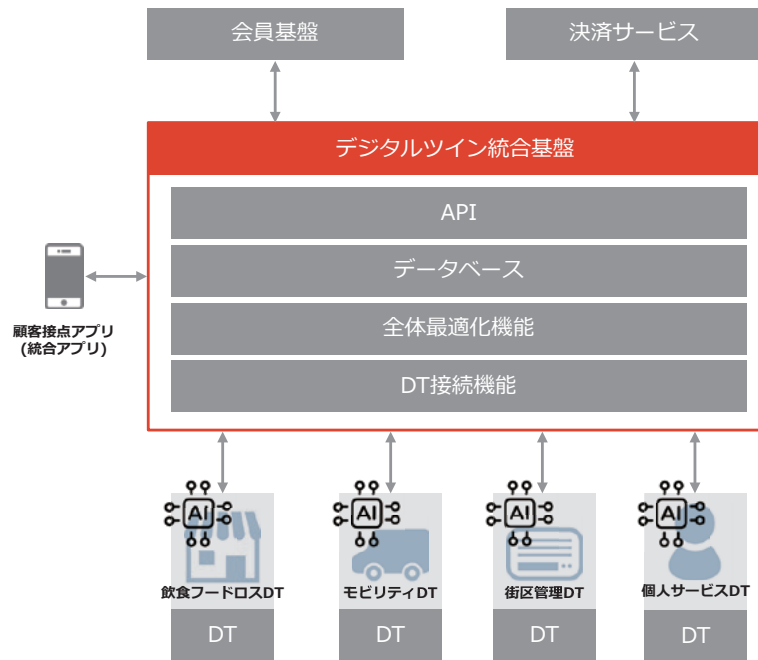 会員基盤
決済サービス
デジタルツイン統合基盤
API
データベース
全体最適化機能
DT接続機能
顧客接点アプリ
(統合アプリ)
AI
AI
AI
AI
飲食フードロスDT
モビリティDT
街区管理DT
個人サービスDT
DT
DT
DT
DT